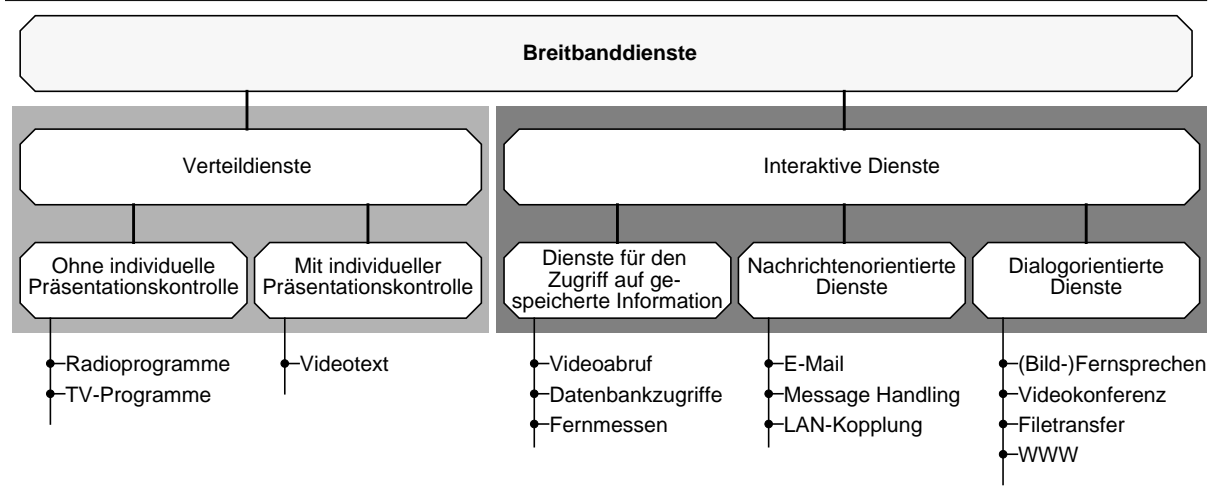 Breitbanddienste
Verteildienste
Interaktive Dienste
Ohne individuelle
Präsentationskontrolle
Mit individueller
Präsentationskontrolle
Dienste für den
Zugriff auf ge-
speicherte Information
Nachrichtenorientierte
Dienste
Dialogorientierte
Dienste
Radioprogramme
TV-Programme
Videotext
Videoabruf
Datenbankzugriffe
Fernmessen
E-Mail
Message Handling
LAN-Kopplung
(Bild-)Fernsprechen
Videokonferenz
Filetransfer
WWW